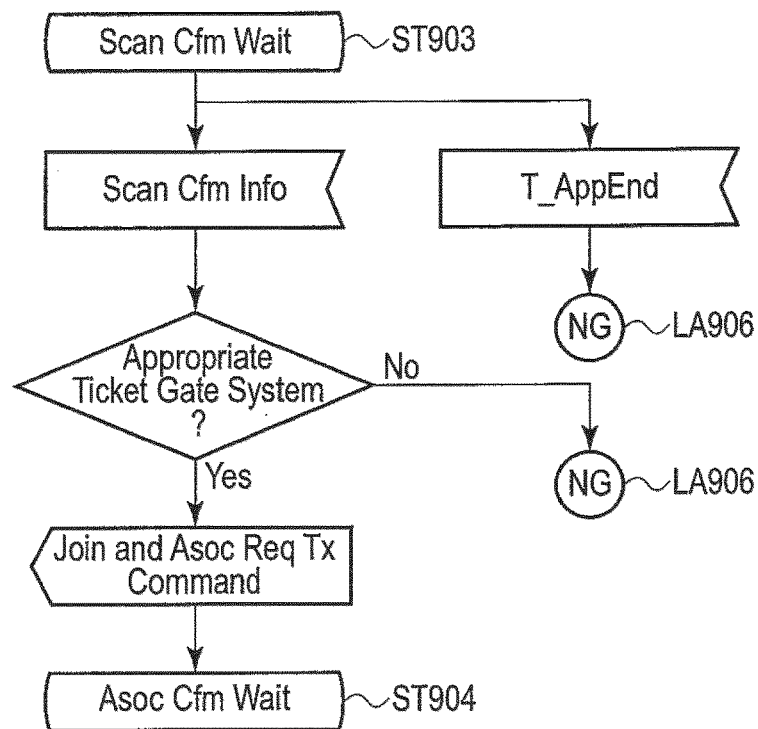 Scan Cfm Wait
ST903
Scan Cfm Info
T_AppEnd
NG
LA906
Appropriate
Ticket Gate System
?
No
Yes
NG
LA906
Join and Asoc Req Tx
Command
Asoc Cfm Wait
ST904